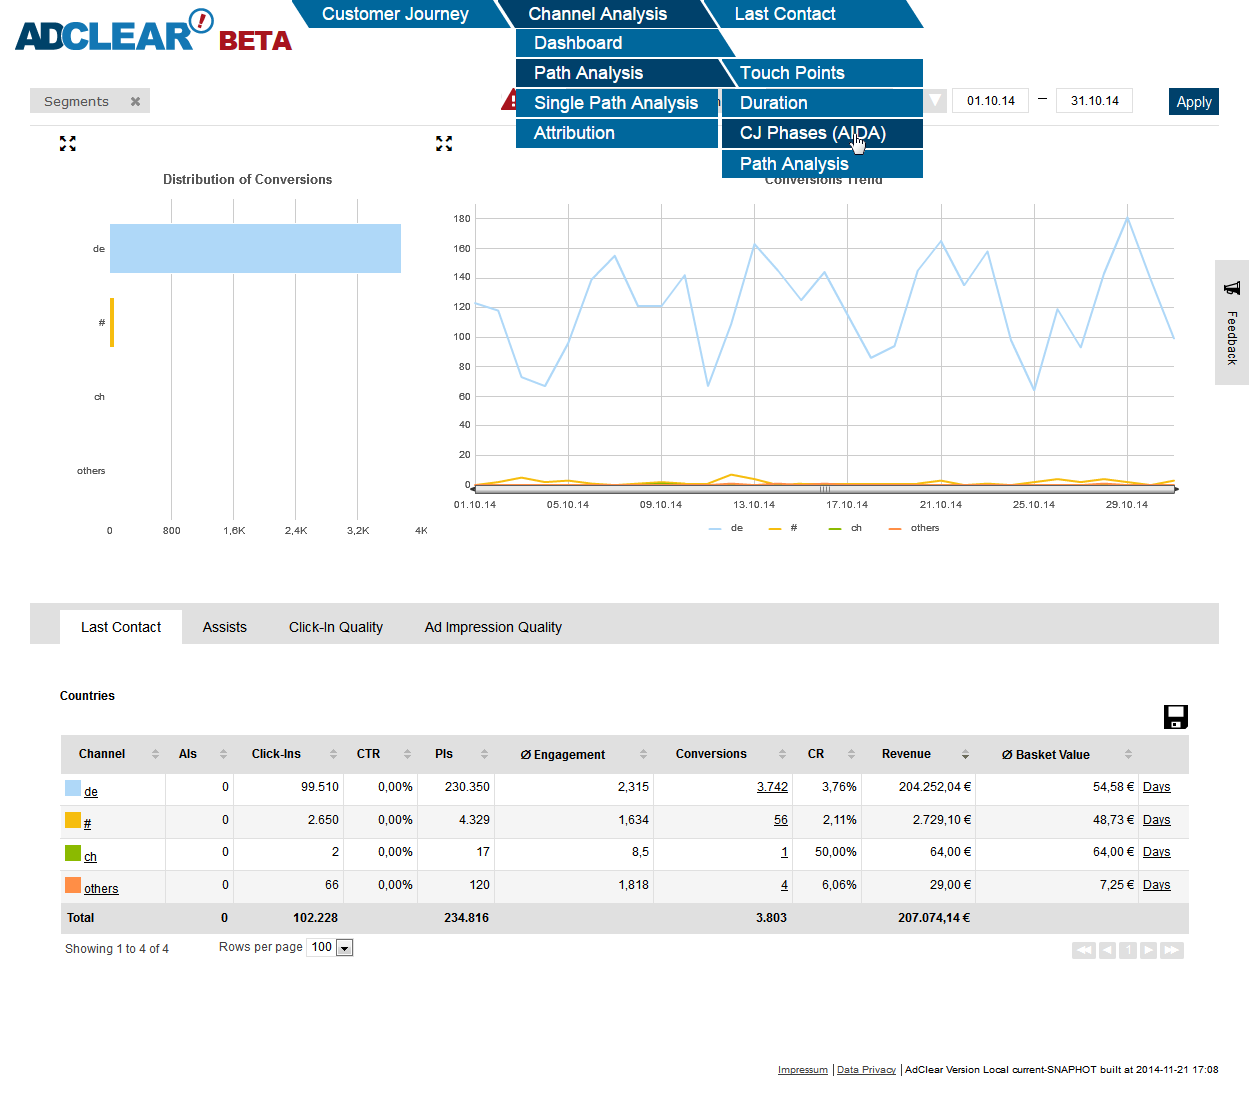 Customer Journey Channel Analysis Last Contact
ADCLEAR! BETA
Dashboard
Path Analysis Touch Points
Segments ✖ Single Path Analysis Duration 01.10.14 – 31.10.14 Apply
Attribution CJ Phases (AIDA)
Path Analysis
Distribution of Conversions Conversions Trend
de
#
ch
others
0 800 1,6K 2,4K 3,2K 4K
180
160
140
120
100
80
60
40
20
0
01.10.14 05.10.14 09.10.14 13.10.14 17.10.14 21.10.14 25.10.14 29.10.14
de # ch others
Feedback
Last Contact Assists Click-In Quality Ad Impression Quality
Countries
Channel AIs Click-Ins CTR PIs Ø Engagement Conversions CR Revenue Ø Basket Value
de 0 99.510 0,00% 230.350 2,315 3.742 3,76% 204.252,04 € 54,58 € Days
# 0 2.650 0,00% 4.329 1,634 56 2,11% 2.729,10 € 48,73 € Days
ch 0 2 0,00% 17 8,5 1 50,00% 64,00 € 64,00 € Days
others 0 66 0,00% 120 1,818 4 6,06% 29,00 € 7,25 € Days
Total 0 102.228 234.816 3.803 207.074,14 €
Showing 1 to 4 of 4 Rows per page 100 1
Impressum | Data Privacy | AdClear Version Local current-SNAPHOT built at 2014-11-21 17:08